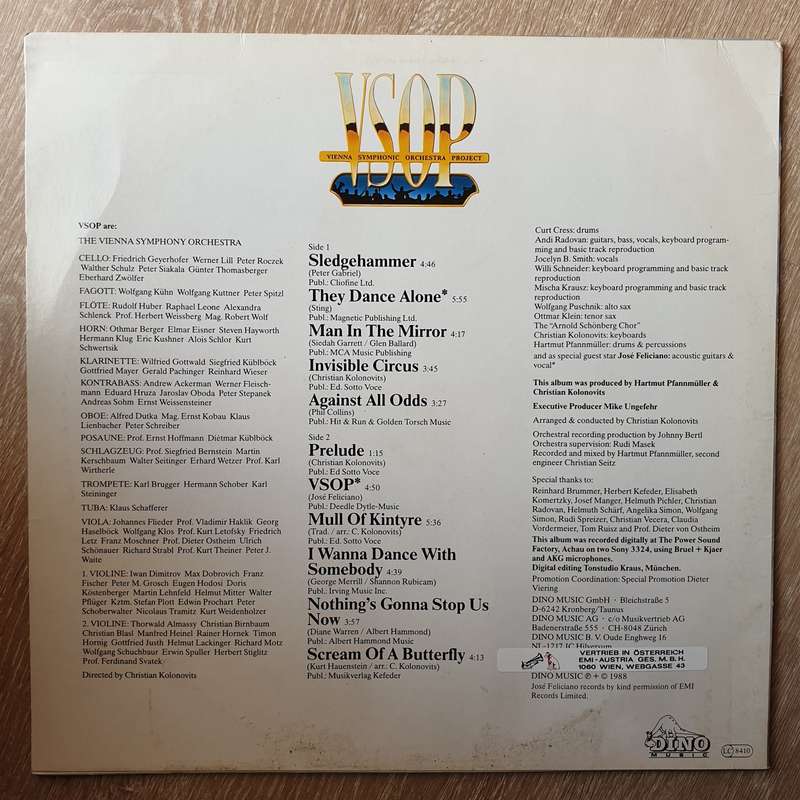 VSOP
VIENNA SYMPHONIC ORCHESTRA PROJECT
VSOP are:
THE VIENNA SYMPHONY ORCHESTRA
CELLO: Friedrich Geyerhofer Werner Lill Peter Roczek
Walther Schulz Peter Siakala Günter Thomasberger
Eberhard Zwölfer
FAGOTT: Wolfgang Kühn Wolfgang Kuttner Peter Spitzl
FLÖTE: Rudolf Huber Raphael Leone Alexandra
Schlenck Prof. Herbert Weissberg Mag. Robert Wolf
HORN: Othmar Berger Elmar Eisner Steven Hayworth
Hermann Klug Eric Kushner Alois Schlor Kurt
Schwertsik
KLARINETTE: Wilfried Gottwald Siegfried Küblböck
Gottfried Mayer Gerald Pachinger Reinhard Wieser
KONTRABASS: Andrew Ackerman Werner Fleisch-
mann Eduard Hruza Jaroslav Oboda Peter Stepanek
Andreas Sohm Ernst Weissensteiner
OBOE: Alfred Dutka Mag. Ernst Kobau Klaus
Lienbacher Peter Schreiber
POSAUNE: Prof. Ernst Hoffmann Dietmar Küblböck
SCHLAGZEUG: Prof. Siegfried Bernstein Martin
Kerschbaum Walter Seitinger Erhard Wetzer Prof. Karl
Wirtherle
TROMPETE: Karl Brugger Hermann Schober Karl
Steininger
TUBA: Klaus Schafferer
VIOLA: Johannes Flieder Prof. Vladimir Haklik Georg
Haselböck Wolfgang Klos Prof. Kurt Letofsky Friedrich
Letz Franz Moschner Prof. Dieter Ostheim Ulrich
Schönauer Richard Strabl Prof. Kurt Theiner Peter J.
Waite
1. VIOLINE: Iwan Dimitrov Max Dobrovich Franz
Fischer Peter M. Grosch Eugen Hodosi Doris
Köstenberger Martin Lehnfeld Helmut Mitter Walter
Pflüger Kztm. Stefan Plott Edwin Prochart Peter
Schoberwalter Nicolaus Tramitz Kurt Weidenholzer
2. VIOLINE: Thorwald Almassy Christian Birnbaum
Christian Blasl Manfred Heinel Rainer Hornek Timon
Hornig Gottfried Justh Helmut Lackinger Richard Motz
Wolfgang Schuchbaur Erwin Spuller Herbert Stiglitz
Prof. Ferdinand Svatek
Directed by Christian Kolonovits
Side 1
Sledgehammer 4:46
(Peter Gabriel)
Publ.: Cliofine Ltd.
They Dance Alone* 5:55
(Sting)
Publ.: Magnetic Publishing Ltd.
Man In The Mirror 4:17
(Siedah Garrett / Glen Ballard)
Publ.: MCA Music Publishing
Invisible Circus 3:45
(Christian Kolonovits)
Publ.: Ed. Sotto Voce
Against All Odds 3:27
(Phil Collins)
Publ.: Hit & Run & Golden Torsch Music
Side 2
Prelude 1:15
(Christian Kolonovits)
Publ.: Ed Sotto Voce
VSOP* 4:50
(José Feliciano)
Publ.: Deedle Dytle-Music
Mull Of Kintyre 5:36
(Trad. / arr. C. Kolonovits)
Publ.: Ed. Sotto Voce
I Wanna Dance With
Somebody 4:39
(George Merrill / Shannon Rubicam)
Publ.: Irving Music Inc.
Nothing's Gonna Stop Us
Now 3:57
(Diane Warren / Albert Hammond)
Publ.: Albert Hammond Music
Scream Of A Butterfly 4:13
(Kurt Hauenstein / arr. C. Kolonovits)
Publ.: Musikverlag Kefeder
Curt Cress: drums
Andi Radovan: guitars, bass, vocals, keyboard program-
ming and basic track reproduction
Jocelyn B. Smith: vocals
Willi Schneider: keyboard programming and basic track
reproduction
Mischa Krausz: keyboard programming and basic track
reproduction
Wolfgang Puschnik: alto sax
Ottmar Klein: tenor sax
The "Arnold Schönberg Chor"
Christian Kolonovits: keyboards
Hartmut Pfannmüller: drums & percussions
and as special guest star José Feliciano: acoustic guitars &
vocal*
This album was produced by Hartmut Pfannmüller &
Christian Kolonovits
Executive Producer Mike Ungefehr
Arranged & conducted by Christian Kolonovits
Orchestral recording production by Johnny Bertl
Orchestra supervision: Rudi Masek
Recorded and mixed by Hartmut Pfannmüller, second
engineer Christian Seitz
Special thanks to:
Reinhard Brummer, Herbert Kefeder, Elisabeth
Komertzky, Josef Manger, Helmuth Pichler, Christian
Radovan, Helmuth Schärf, Angelika Simon, Wolfgang
Simon, Rudi Spreizer, Christian Vecera, Claudia
Vordermeier, Tom Ruisz and Prof. Dieter von Ostheim
This album was recorded digitally at The Power Sound
Factory, Achau on two Sony 3324, using Bruel + Kjaer
and AKG microphones.
Digital editing Tonstudio Kraus, München.
Promotion Coordination: Special Promotion Dieter
Viering
DINO MUSIC GmbH · Bleichstraße 5
D-6242 Kronberg/Taunus
DINO MUSIC AG · c/o Musikvertrieb AG
Badenerstraße 555 · CH-8048 Zürich
DINO MUSIC B. V. Oude Enghweg 16
NL-1217 JC Hilversum
VERTRIEB IN ÖSTERREICH
EMI-AUSTRIA GES. M. B. H.
1060 WIEN, WEBGASSE 43
DINO MUSIC ℗ + © 1988
José Feliciano records by kind permission of EMI
Records Limited.
DINO
MUSIC
LC 8410